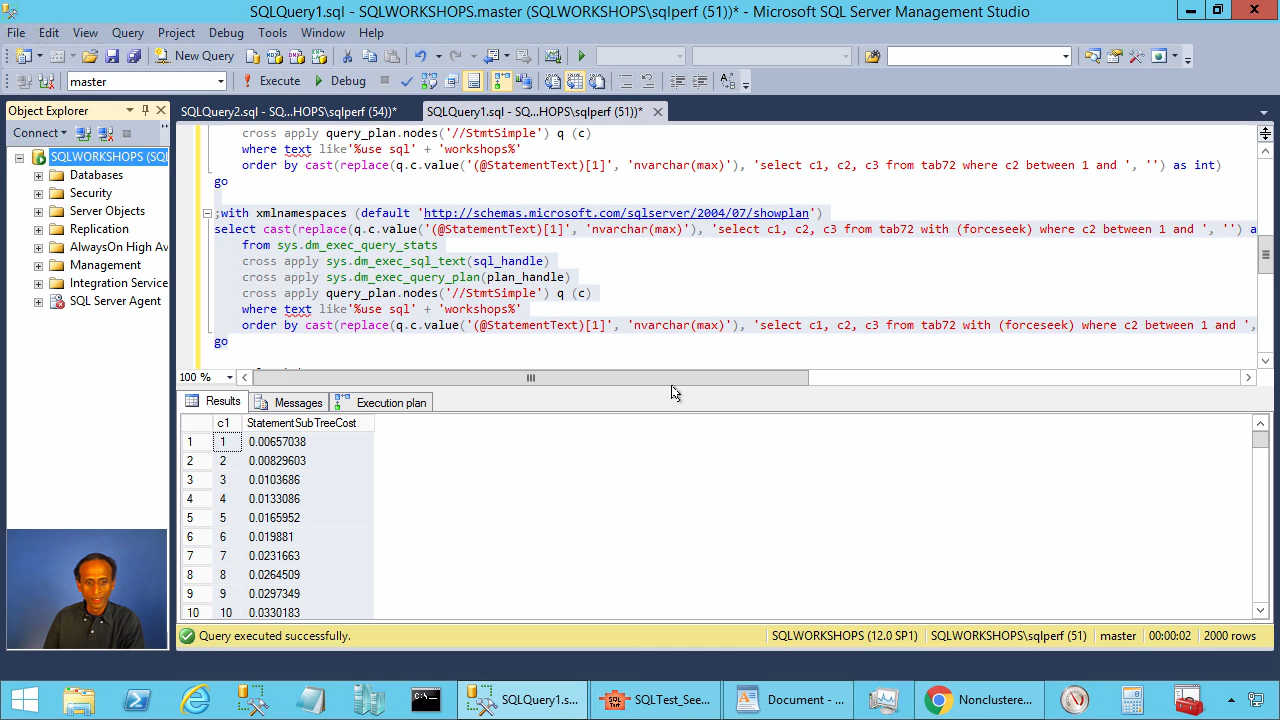 SQLQuery1.sql - SQLWORKSHOPS.master (SQLWORKSHOPS\sqlperf (51))* - Microsoft SQL Server Management Studio
File Edit View Query Project Debug Tools Window Help
New Query
master Execute Debug
Object Explorer
SQLQuery2.sql - SQ...HOPS\sqlperf (54))* SQLQuery1.sql - SQ...HOPS\sqlperf (51))*
Connect
SQLWORKSHOPS (SQL
Databases
Security
Server Objects
Replication
AlwaysOn High Av
Management
Integration Service
SQL Server Agent
cross apply query_plan.nodes('//StmtSimple') q (c)
where text like'%use sql' + 'workshops%'
order by cast(replace(q.c.value('(@StatementText)[1]', 'nvarchar(max)'), 'select c1, c2, c3 from tab72 where c2 between 1 and ', '') as int)
go
;with xmlnamespaces (default 'http://schemas.microsoft.com/sqlserver/2004/07/showplan')
select cast(replace(q.c.value('(@StatementText)[1]', 'nvarchar(max)'), 'select c1, c2, c3 from tab72 with (forceseek) where c2 between 1 and ', '') a
from sys.dm_exec_query_stats
cross apply sys.dm_exec_sql_text(sql_handle)
cross apply sys.dm_exec_query_plan(plan_handle)
cross apply query_plan.nodes('//StmtSimple') q (c)
where text like'%use sql' + 'workshops%'
order by cast(replace(q.c.value('(@StatementText)[1]', 'nvarchar(max)'), 'select c1, c2, c3 from tab72 with (forceseek) where c2 between 1 and ',
go
100 %
Results Messages Execution plan
c1 StatementSubTreeCost
1 1 0.00657038
2 2 0.00829603
3 3 0.0103686
4 4 0.0133086
5 5 0.0165952
6 6 0.019881
7 7 0.0231663
8 8 0.0264509
9 9 0.0297349
10 10 0.0330183
Query executed successfully. SQLWORKSHOPS (12.0 SP1) SQLWORKSHOPS\sqlperf (51) master 00:00:02 2000 rows
SQLQuery1.s... SQLTest_See... Document - ... Nonclustere...